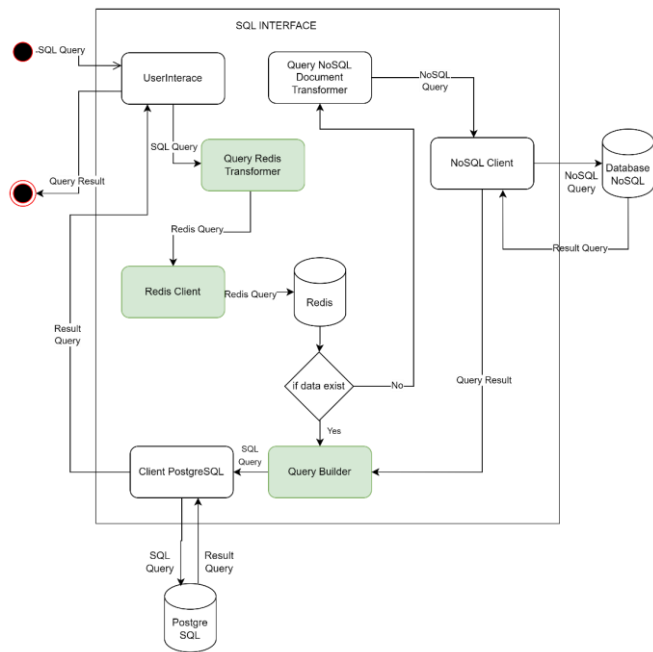 SQL INTERFACE
SQL Query
UserInterace
Query NoSQL
Document
Transformer
NoSQL
Query
SQL Query
Query Redis
Transformer
NoSQL Client
NoSQL
Query
Database
NoSQL
Query Result
Redis Query
Result Query
Redis Client
Redis Query
Redis
Result
Query
if data exist
No
Query Result
Yes
Client PostgreSQL
SQL
Query
Query Builder
SQL
Query
Result
Query
Postgre
SQL